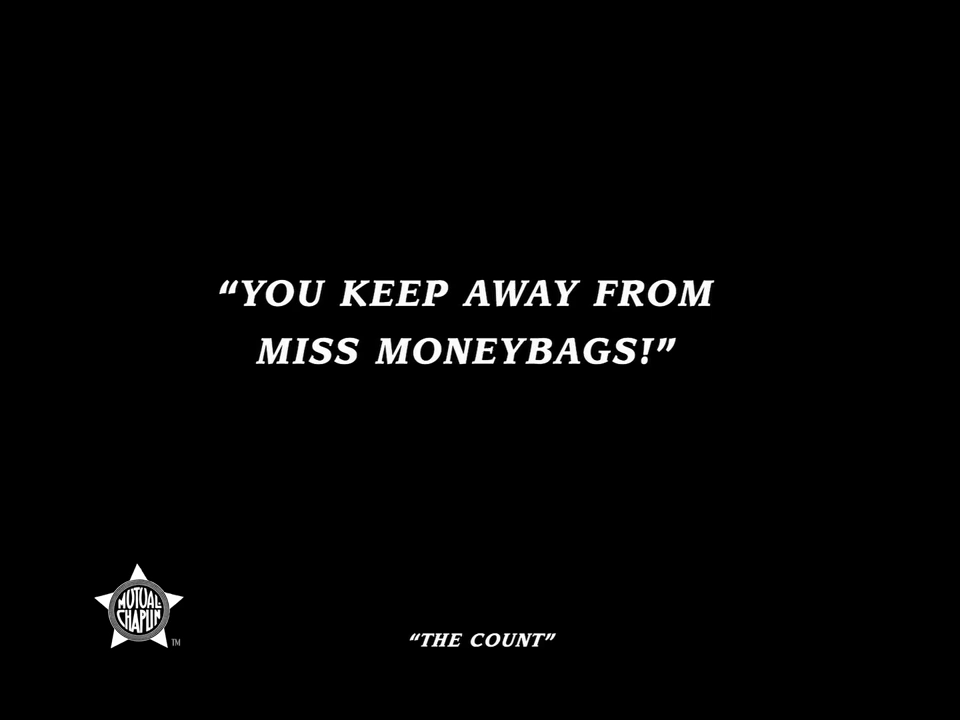 “YOU KEEP AWAY FROM
MISS MONEYBAGS!”
MUTUAL-
CHAPLIN
TM
“THE COUNT”